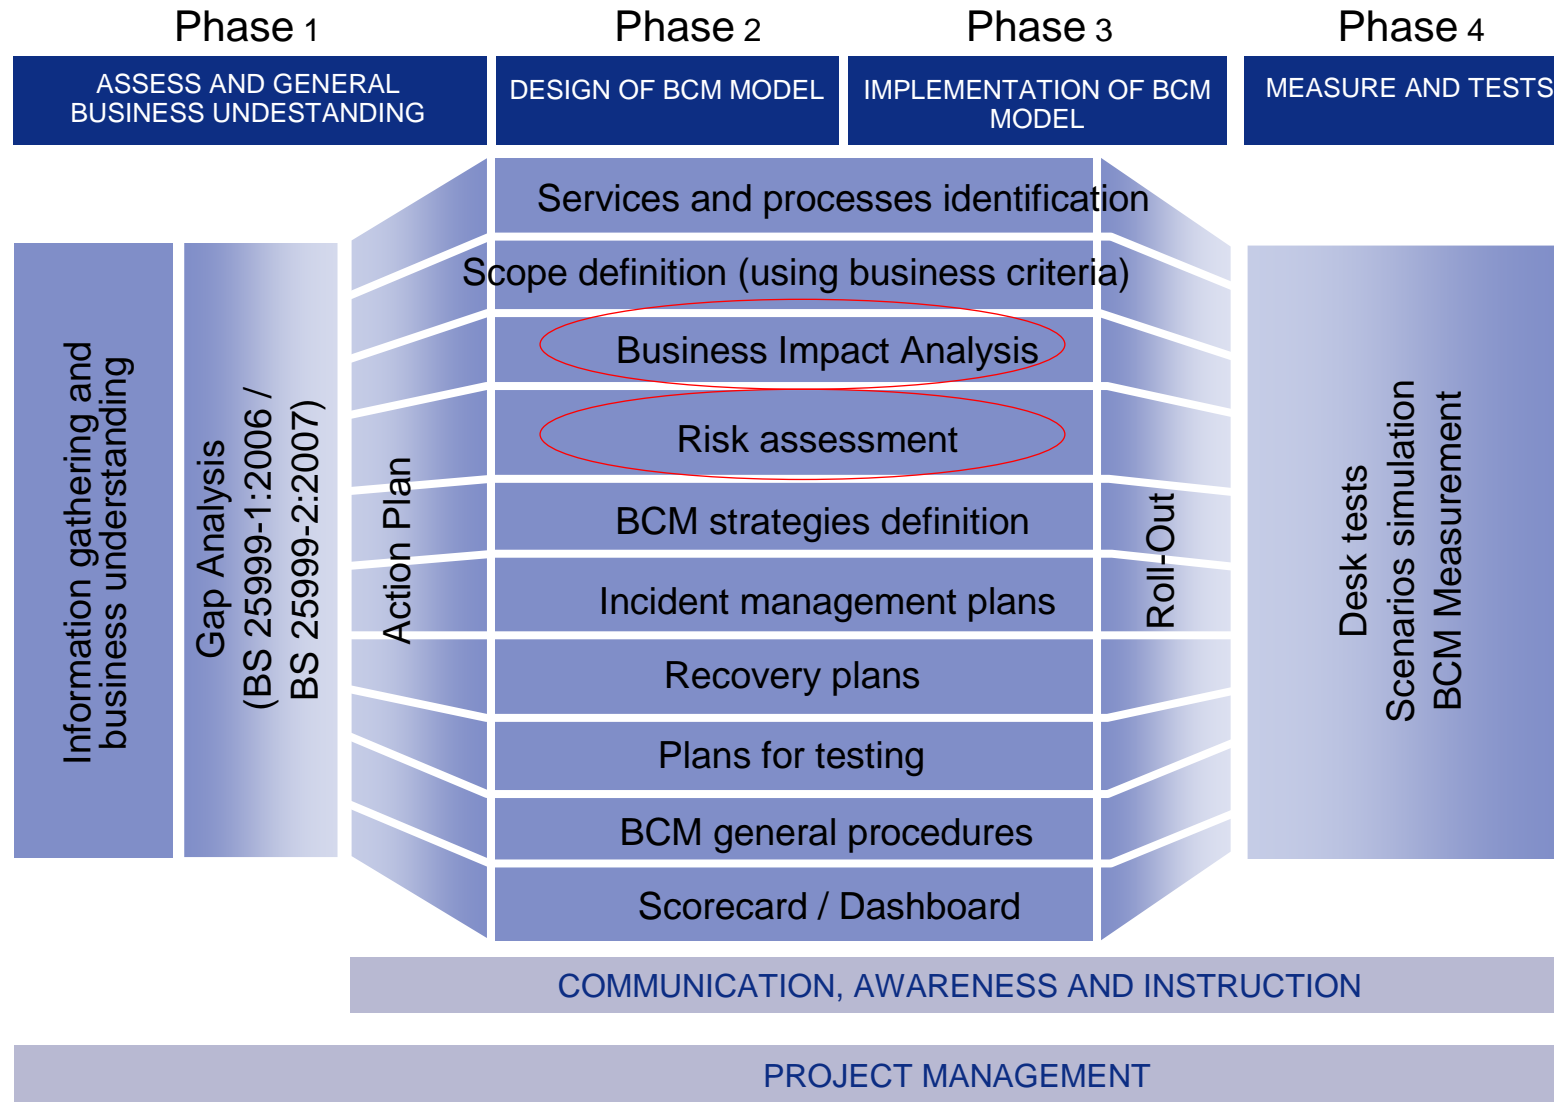 Phase 1
Phase 2
Phase 3
Phase 4
ASSESS AND GENERAL
BUSINESS UNDESTANDING
DESIGN OF BCM MODEL
IMPLEMENTATION OF BCM
MODEL
MEASURE AND TESTS
Information gathering and
business understanding
Gap Analysis
(BS 25999-1:2006 /
BS 25999-2:2007)
Action Plan
Services and processes identification
Scope definition (using business criteria)
Business Impact Analysis
Risk assessment
BCM strategies definition
Incident management plans
Recovery plans
Plans for testing
BCM general procedures
Scorecard / Dashboard
Roll-Out
Desk tests
Scenarios simulation
BCM Measurement
COMMUNICATION, AWARENESS AND INSTRUCTION
PROJECT MANAGEMENT